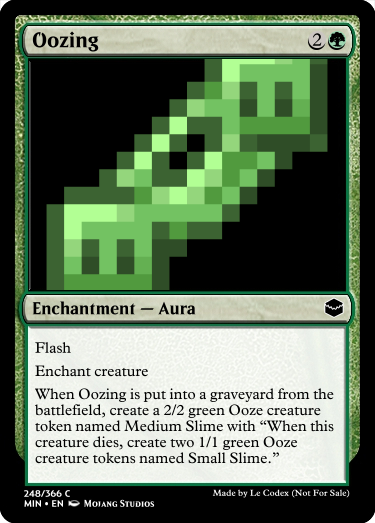 Oozing 2
Enchantment — Aura
Flash
Enchant creature
When Oozing is put into a graveyard from the
battlefield, create a 2/2 green Ooze creature
token named Medium Slime with “When this
creature dies, create two 1/1 green Ooze
creature tokens named Small Slime.”
248/366 C Made by Le Codex (Not For Sale)
MIN • EN Mojang Studios